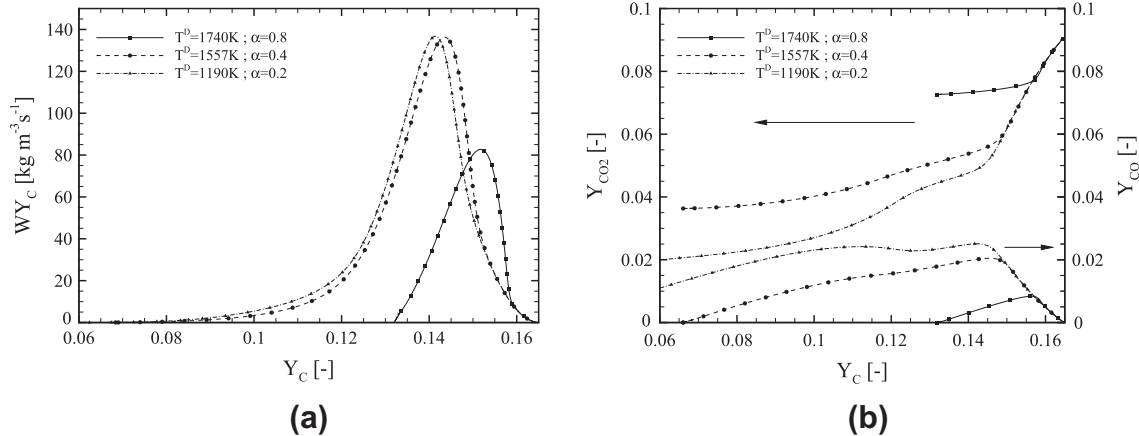 WY_C [kg m⁻³s⁻¹]
140
120
100
80
60
40
20
0
T^D=1740K ; α=0.8
T^D=1557K ; α=0.4
T^D=1190K ; α=0.2
0.06 0.08 0.10 0.12 0.14 0.16
Y_C [-]
(a)
Y_CO2 [-]
0.1
0.08
0.06
0.04
0.02
0
T^D=1740K ; α=0.8
T^D=1557K ; α=0.4
T^D=1190K ; α=0.2
0.1
0.08
0.06
0.04
0.02
0
Y_CO [-]
0.06 0.08 0.1 0.12 0.14 0.16
Y_C [-]
(b)